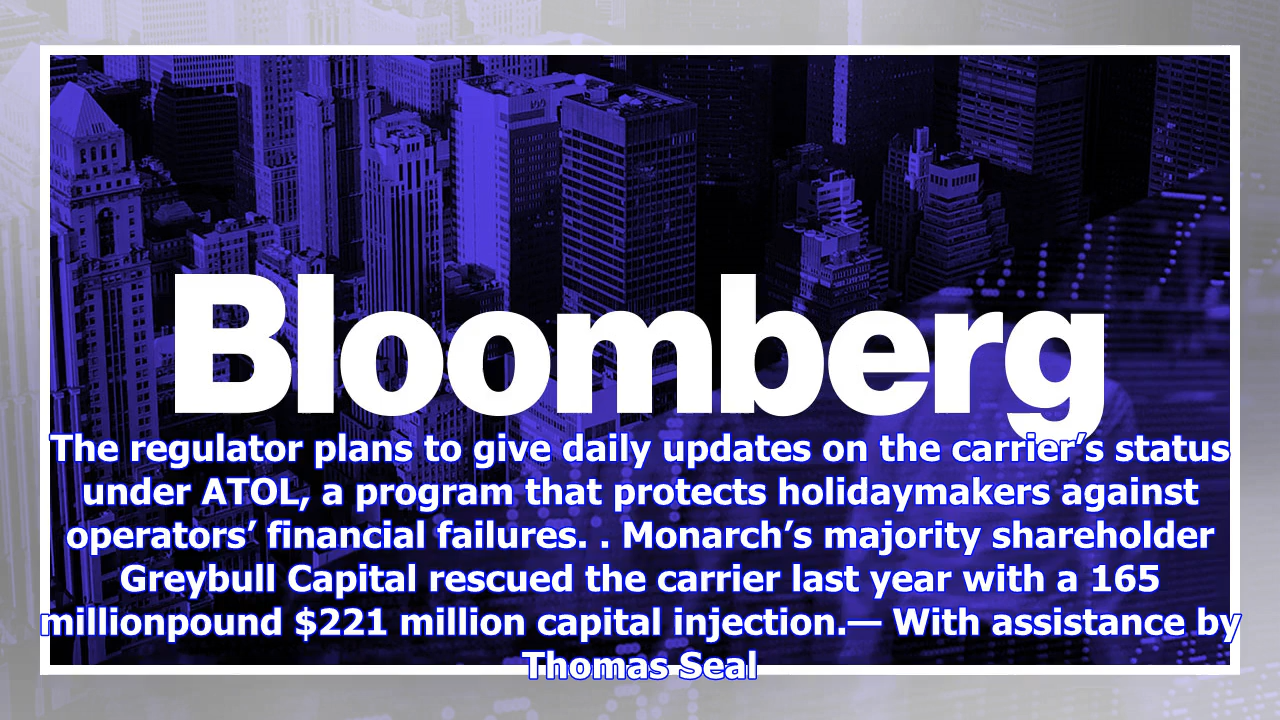 Bloomberg
The regulator plans to give daily updates on the carrier’s status
under ATOL, a program that protects holidaymakers against
operators’ financial failures. . Monarch’s majority shareholder
Greybull Capital rescued the carrier last year with a 165
millionpound $221 million capital injection.— With assistance by
Thomas Seal